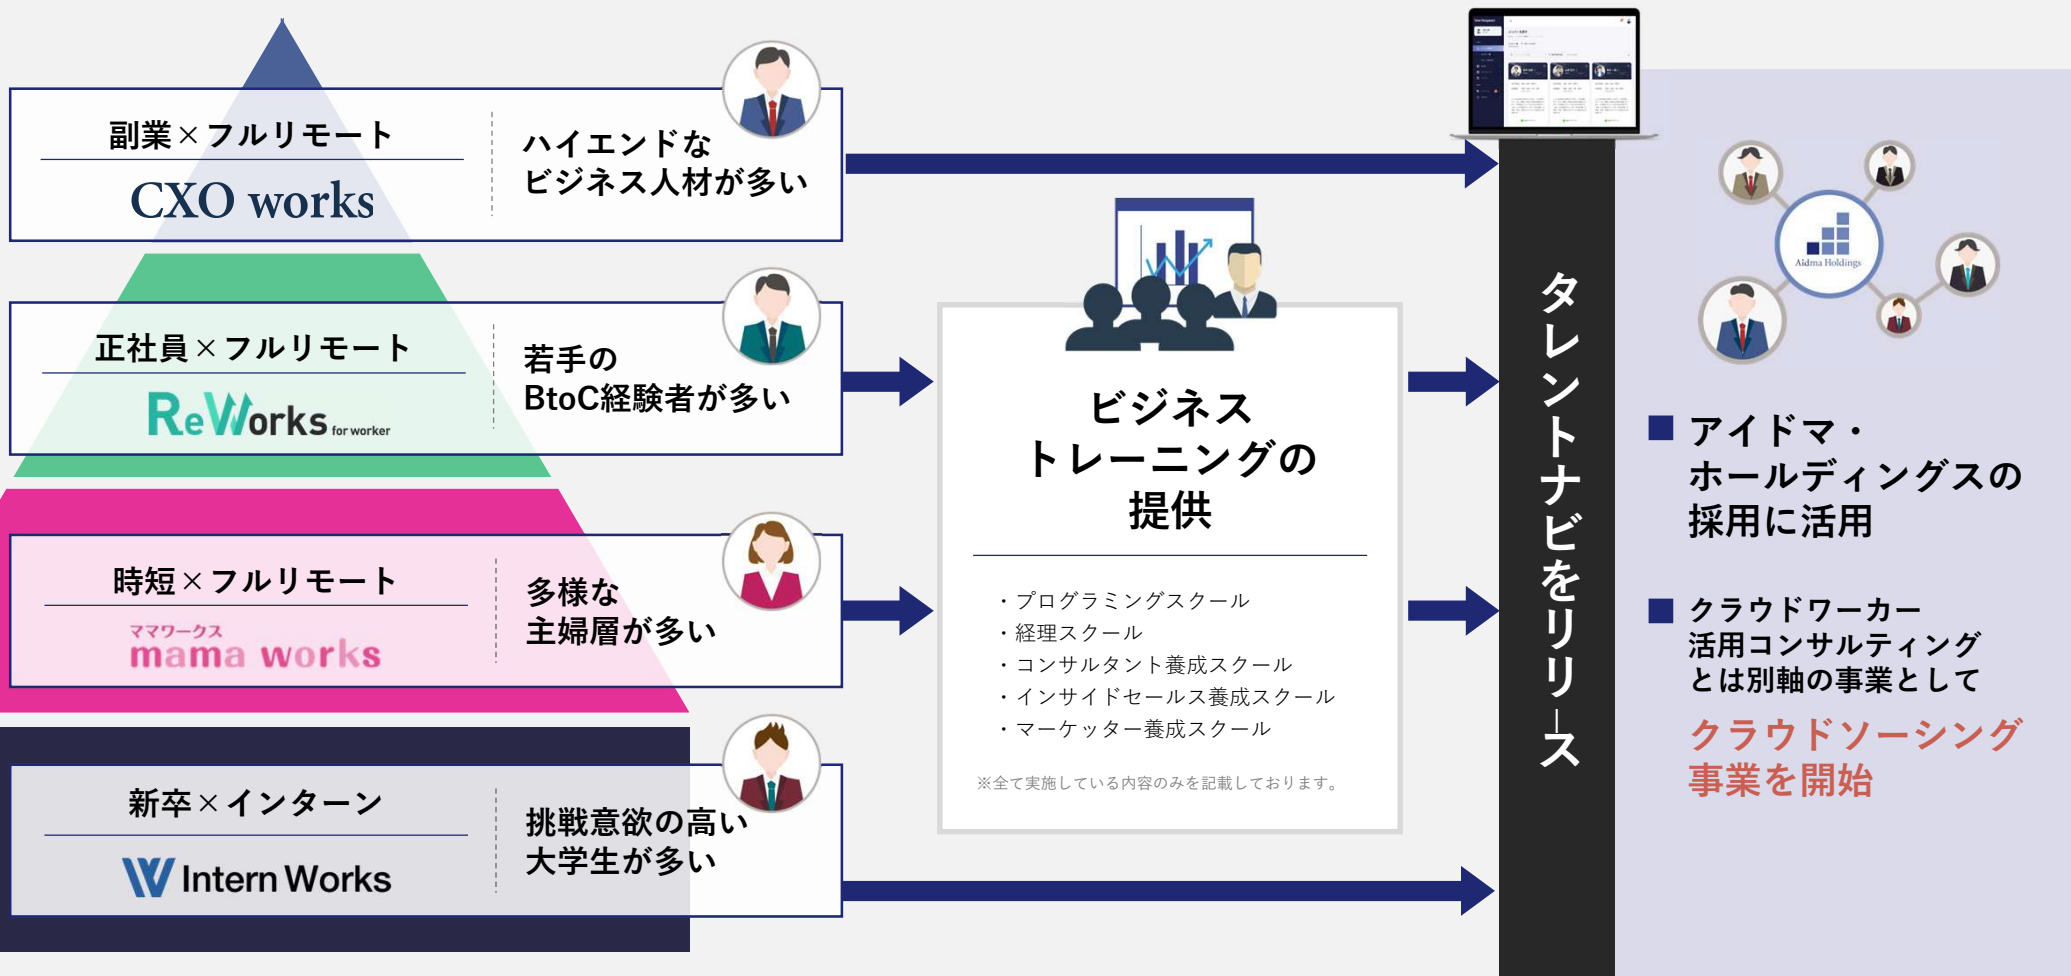 副業×フルリモート
CXO works
ハイエンドな
ビジネス人材が多い
正社員×フルリモート
ReWorks for worker
若手の
BtoC経験者が多い
時短×フルリモート
ママワークス
mama works
多様な
主婦層が多い
新卒×インターン
Intern Works
挑戦意欲の高い
大学生が多い
ビジネス
トレーニングの
提供
・プログラミングスクール
・経理スクール
・コンサルタント養成スクール
・インサイドセールス養成スクール
・マーケッター養成スクール
※全て実施している内容のみを記載しております。
タレントナビをリリース
Aidma Holdings
■ アイドマ・
ホールディングスの
採用に活用
■ クラウドワーカー
活用コンサルティング
とは別軸の事業として
クラウドソーシング
事業を開始